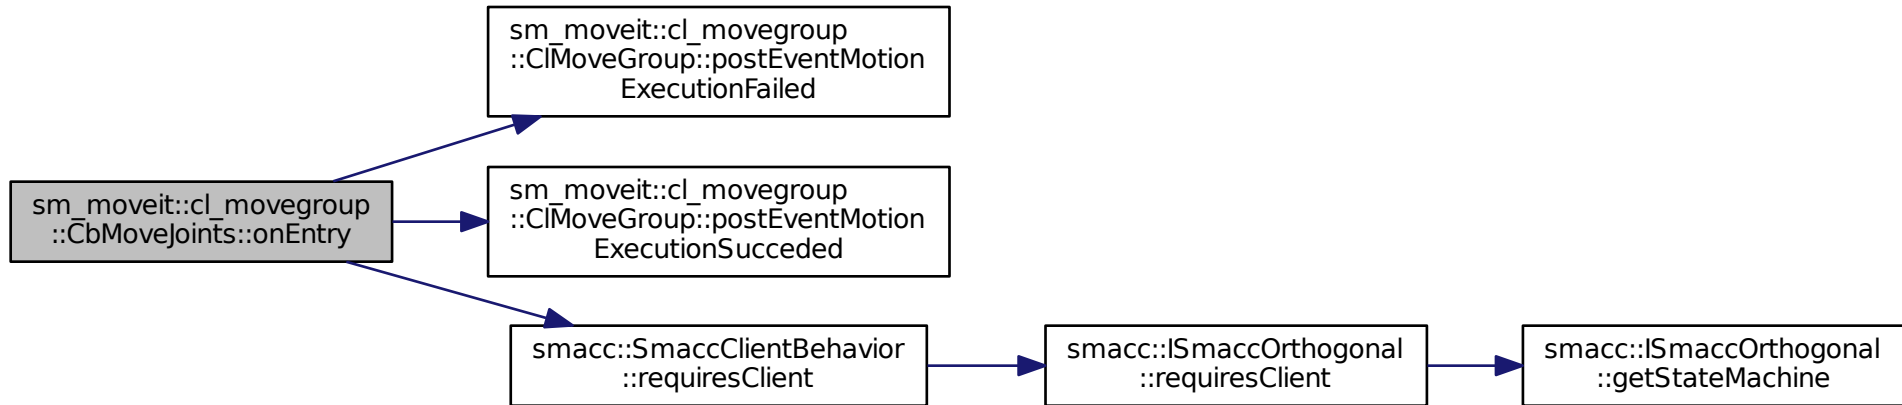 sm_moveit::cl_movegroup
::ClMoveGroup::postEventMotion
ExecutionFailed
sm_moveit::cl_movegroup
::CbMoveJoints::onEntry
sm_moveit::cl_movegroup
::ClMoveGroup::postEventMotion
ExecutionSucceded
smacc::SmaccClientBehavior
::requiresClient
smacc::ISmaccOrthogonal
::requiresClient
smacc::ISmaccOrthogonal
::getStateMachine